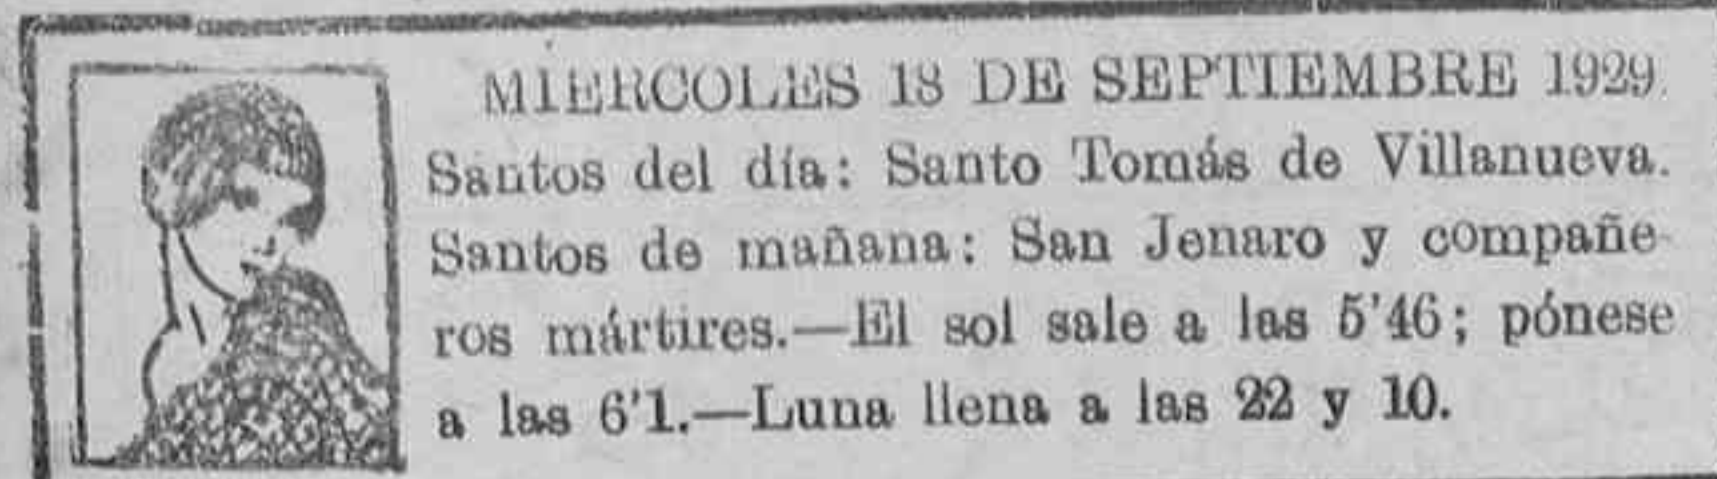 MIERCOLES 18 DE SEPTIEMBRE 1929.
Santos del día: Santo Tomás de Villanueva.
Santos de mañana: San Jenaro y compañe-
ros mártires.—El sol sale a las 5'46; pónese
a las 6'1.—Luna llena a las 22 y 10.